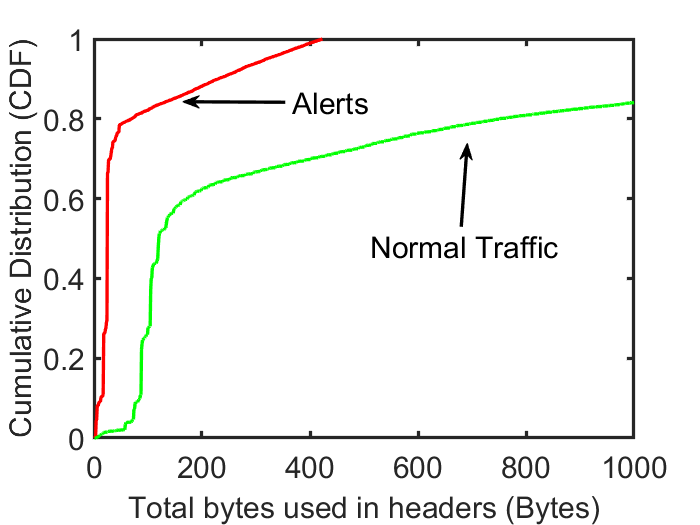 Cumulative Distribution (CDF)
1
0.8
0.6
0.4
0.2
0
Alerts
Normal Traffic
0 200 400 600 800 1000
Total bytes used in headers (Bytes)